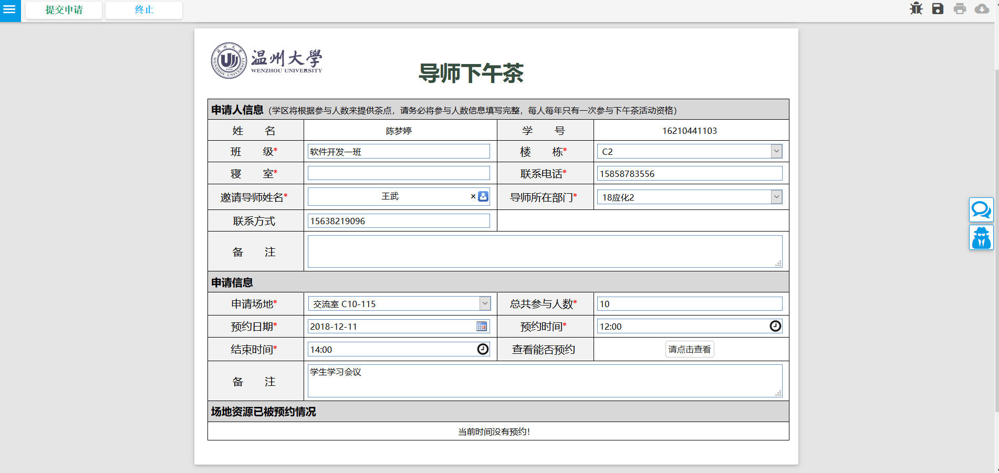 提交申请 终止
温州大学
WENZHOU UNIVERSITY
1956
导师下午茶
申请人信息（学区将根据参与人数来提供茶点，请务必将参与人数信息填写完整，每人每年只有一次参与下午茶活动资格）
姓 名 陈梦婷 学 号 16210441103
班 级* 软件开发一班 楼 栋* C2
寝 室* 联系电话* 15858783556
邀请导师姓名* 王武 × 导师所在部门* 18应化2
联系方式 15638219096
备 注
申请信息
申请场地* 交流室 C10-115 总共参与人数* 10
预约日期* 2018-12-11 预约时间* 12:00
结束时间* 14:00 查看能否预约 请点击查看
备 注 学生学习会议
场地资源已被预约情况
当前时间没有预约！